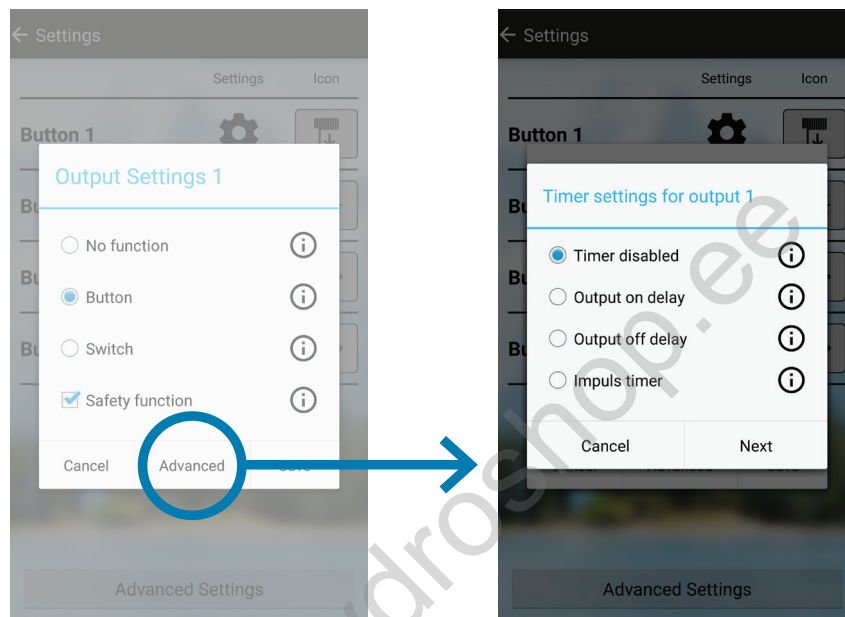 ← Settings
Settings Icon
Button 1
Output Settings 1
No function
Button
Switch
Safety function
Cancel Advanced
Advanced Settings
← Settings
Settings Icon
Button 1
Timer settings for output 1
Timer disabled
Output on delay
Output off delay
Impuls timer
Cancel Next
Advanced Settings
droshop.ee